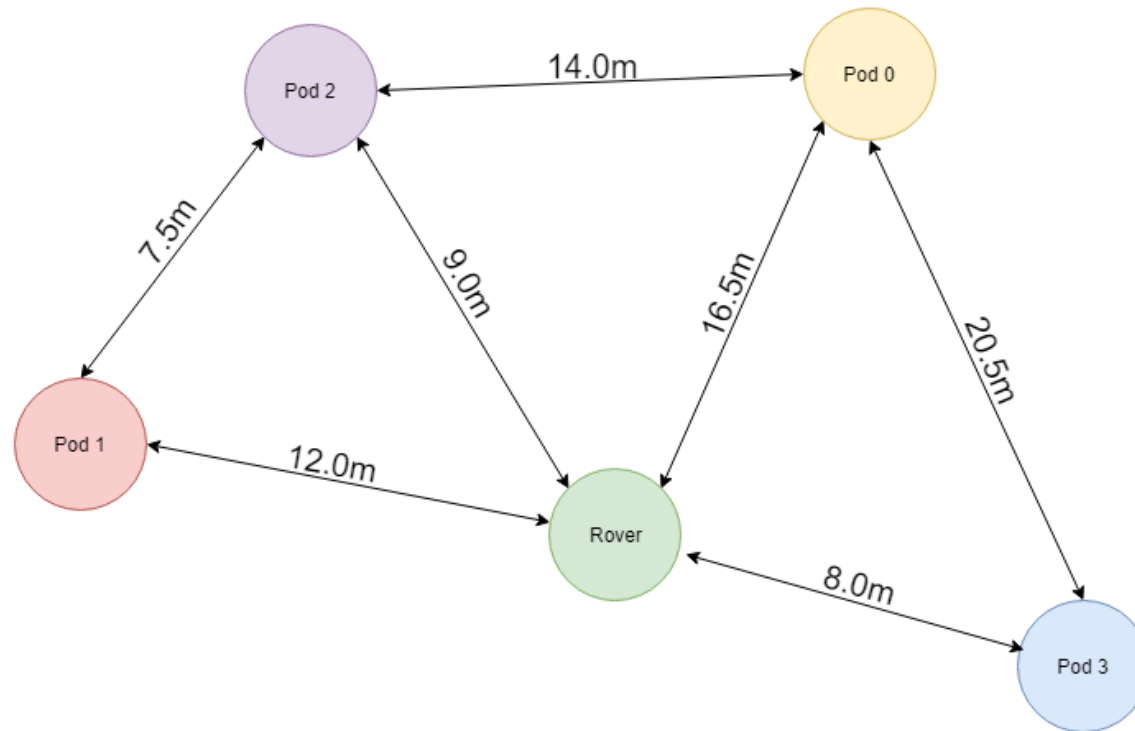 14.0m
Pod 0
Pod 2
7.5m
9.0m
16.5m
20.5m
Pod 1
12.0m
Rover
8.0m
Pod 3